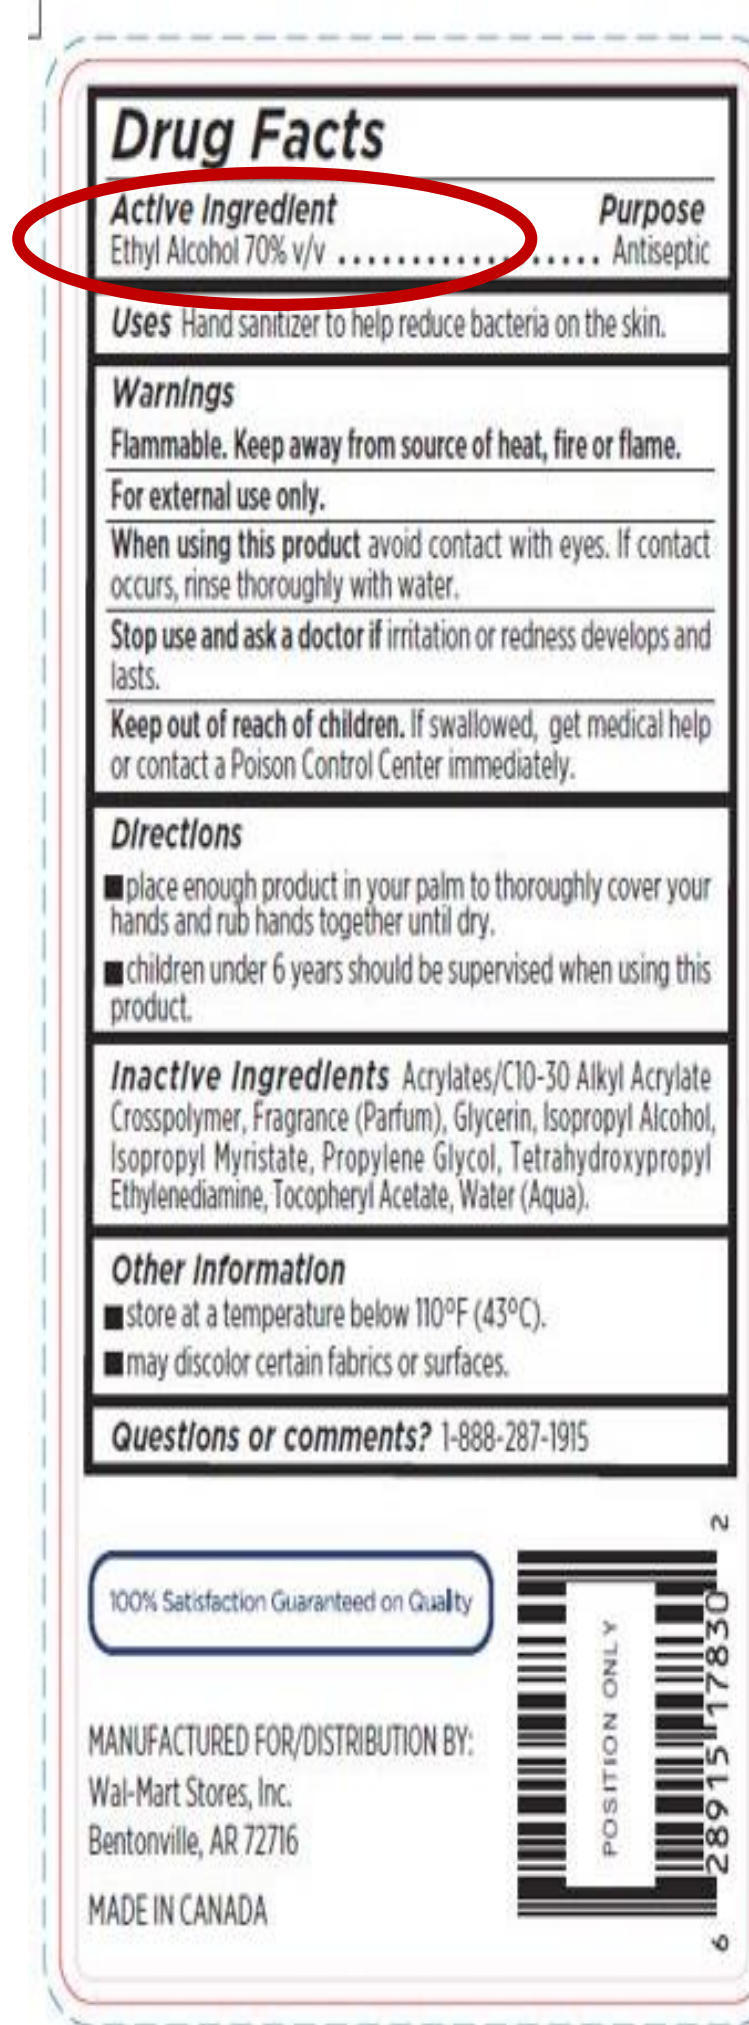 Drug Facts
Active Ingredient Purpose
Ethyl Alcohol 70% v/v .................. Antiseptic
Uses Hand sanitizer to help reduce bacteria on the skin.
Warnings
Flammable. Keep away from source of heat, fire or flame.
For external use only.
When using this product avoid contact with eyes. If contact
occurs, rinse thoroughly with water.
Stop use and ask a doctor if irritation or redness develops and
lasts.
Keep out of reach of children. If swallowed, get medical help
or contact a Poison Control Center immediately.
Directions
■ place enough product in your palm to thoroughly cover your
hands and rub hands together until dry.
■ children under 6 years should be supervised when using this
product.
Inactive Ingredients Acrylates/C10-30 Alkyl Acrylate
Crosspolymer, Fragrance (Parfum), Glycerin, Isopropyl Alcohol,
Isopropyl Myristate, Propylene Glycol, Tetrahydroxypropyl
Ethylenediamine, Tocopheryl Acetate, Water (Aqua).
Other Information
■ store at a temperature below 110ºF (43ºC).
■ may discolor certain fabrics or surfaces.
Questions or comments? 1-888-287-1915
100% Satisfaction Guaranteed on Quality
MANUFACTURED FOR/DISTRIBUTION BY:
Wal-Mart Stores, Inc.
Bentonville, AR 72716
MADE IN CANADA
POSITION ONLY
6 28915 17830 2